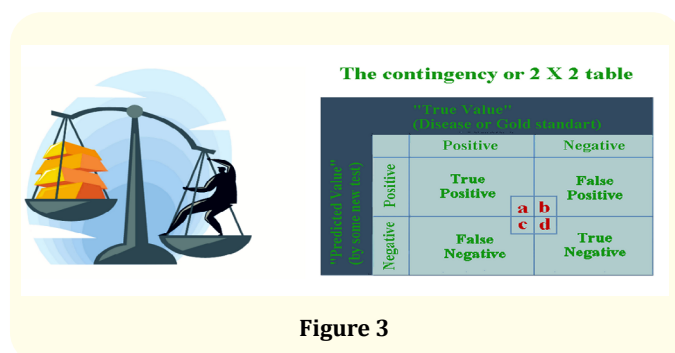 The contingency or 2 X 2 table
"True Value"
(Disease or Gold standart)
Positive Negative
"Predicted Value"
(by some new test)
Positive
True
Positive
False
Positive
a b
c d
Negative
False
Negative
True
Negative
Figure 3